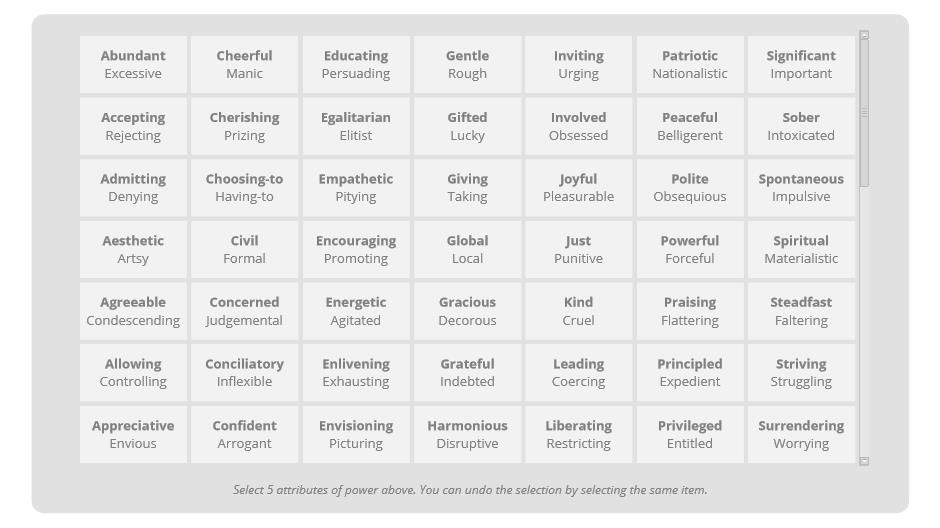 Abundant Cheerful Educating Gentle Inviting Patriotic Significant
Excessive Manic Persuading Rough Urging Nationalistic Important
Accepting Cherishing Egalitarian Gifted Involved Peaceful Sober
Rejecting Prizing Elitist Lucky Obsessed Belligerent Intoxicated
Admitting Choosing-to Empathetic Giving Joyful Polite Spontaneous
Denying Having-to Pitying Taking Pleasurable Obsequious Impulsive
Aesthetic Civil Encouraging Global Just Powerful Spiritual
Artsy Formal Promoting Local Punitive Forceful Materialistic
Agreeable Concerned Energetic Gracious Kind Praising Steadfast
Condescending Judgemental Agitated Decorous Cruel Flattering Faltering
Allowing Conciliatory Enlivening Grateful Leading Principled Striving
Controlling Inflexible Exhausting Indebted Coercing Expedient Struggling
Appreciative Confident Envisioning Harmonious Liberating Privileged Surrendering
Envious Arrogant Picturing Disruptive Restricting Entitled Worrying
Select 5 attributes of power above. You can undo the selection by selecting the same item.